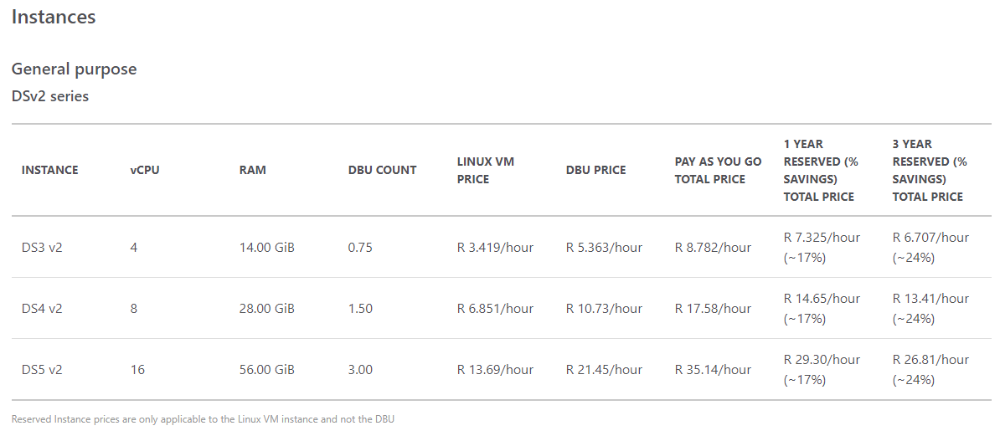 Instances
General purpose
DSv2 series
INSTANCE vCPU RAM DBU COUNT LINUX VM PRICE DBU PRICE PAY AS YOU GO TOTAL PRICE 1 YEAR RESERVED (% SAVINGS) TOTAL PRICE 3 YEAR RESERVED (% SAVINGS) TOTAL PRICE
DS3 v2 4 14.00 GiB 0.75 R 3.419/hour R 5.363/hour R 8.782/hour R 7.325/hour (~17%) R 6.707/hour (~24%)
DS4 v2 8 28.00 GiB 1.50 R 6.851/hour R 10.73/hour R 17.58/hour R 14.65/hour (~17%) R 13.41/hour (~24%)
DS5 v2 16 56.00 GiB 3.00 R 13.69/hour R 21.45/hour R 35.14/hour R 29.30/hour (~17%) R 26.81/hour (~24%)
Reserved Instance prices are only applicable to the Linux VM instance and not the DBU